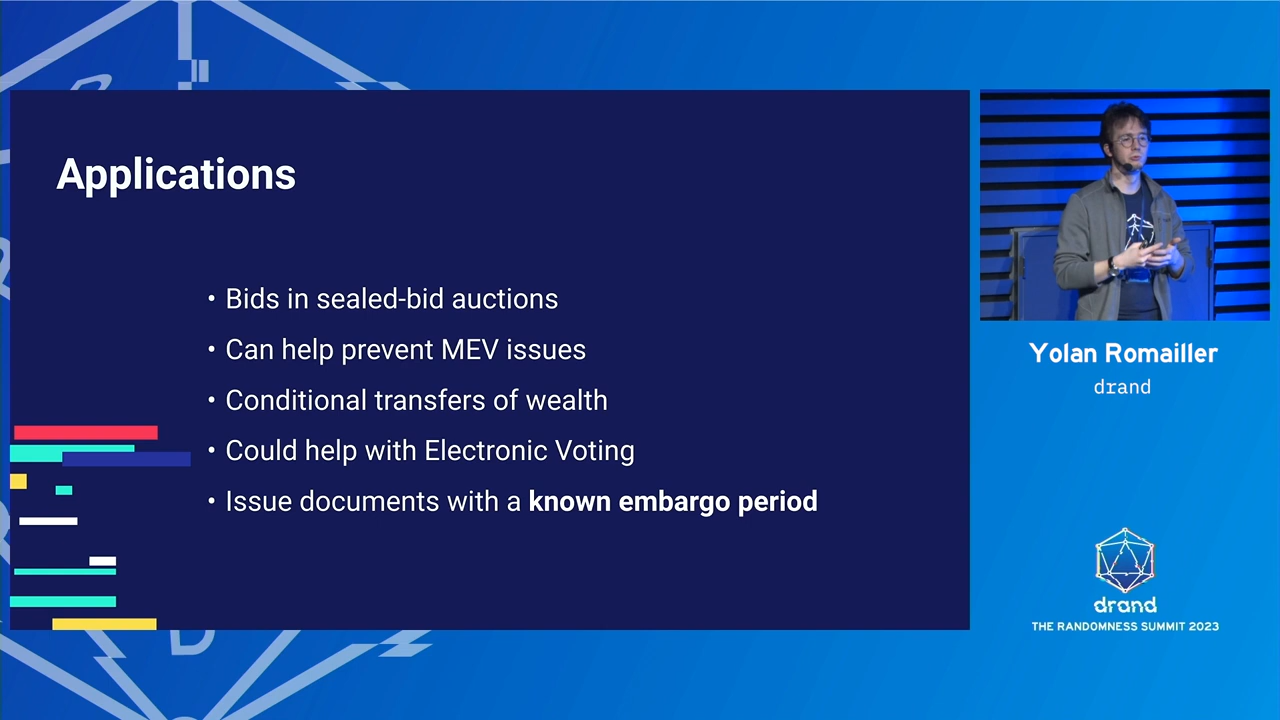 Applications
• Bids in sealed-bid auctions
• Can help prevent MEV issues
• Conditional transfers of wealth
• Could help with Electronic Voting
• Issue documents with a known embargo period
Yolan Romailler
drand
drand
THE RANDOMNESS SUMMIT 2023